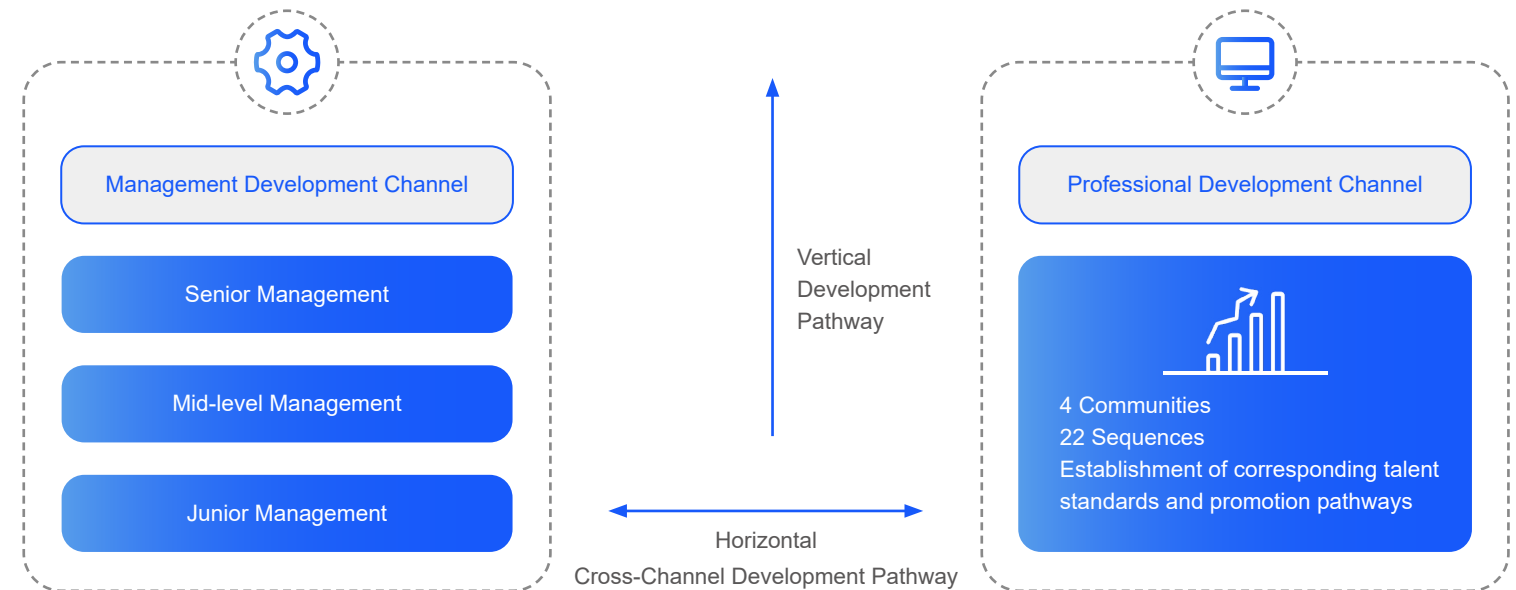 Management Development Channel
Senior Management
Mid-level Management
Junior Management
Vertical
Development
Pathway
Horizontal
Cross-Channel Development Pathway
Professional Development Channel
4 Communities
22 Sequences
Establishment of corresponding talent
standards and promotion pathways